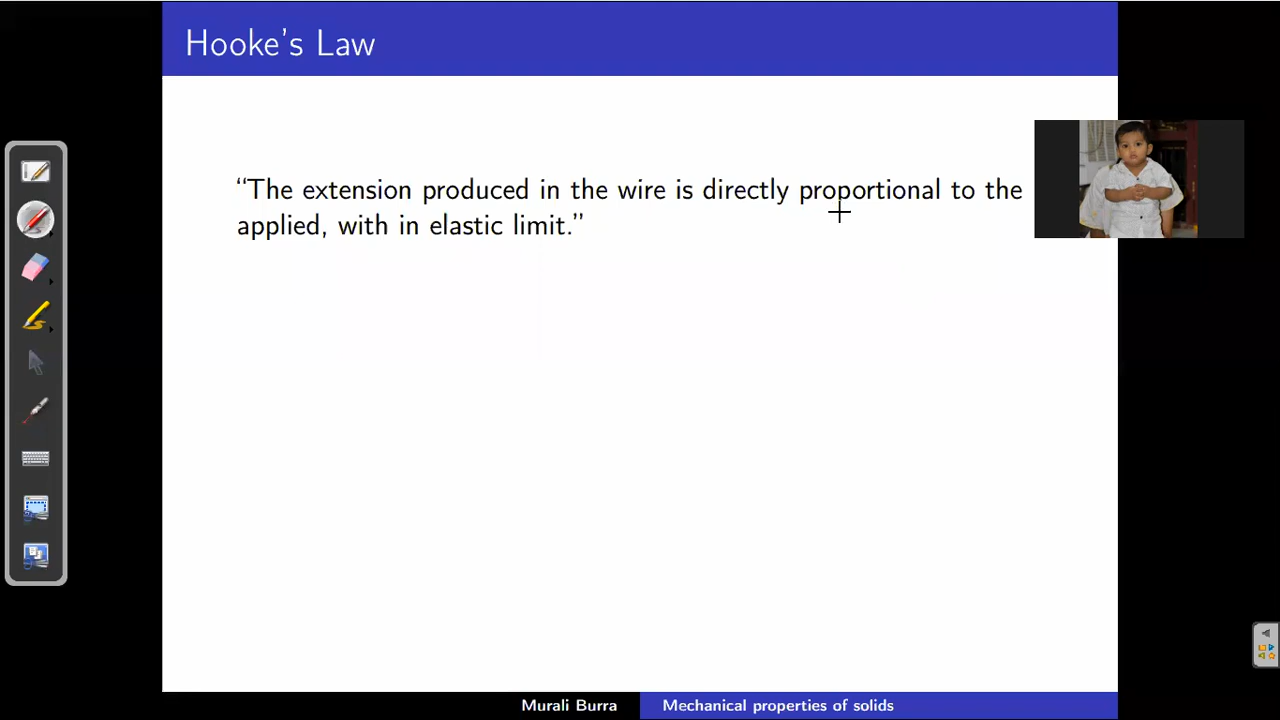 Hooke's Law
“The extension produced in the wire is directly proportional to the
applied, with in elastic limit.”
Murali Burra
Mechanical properties of solids